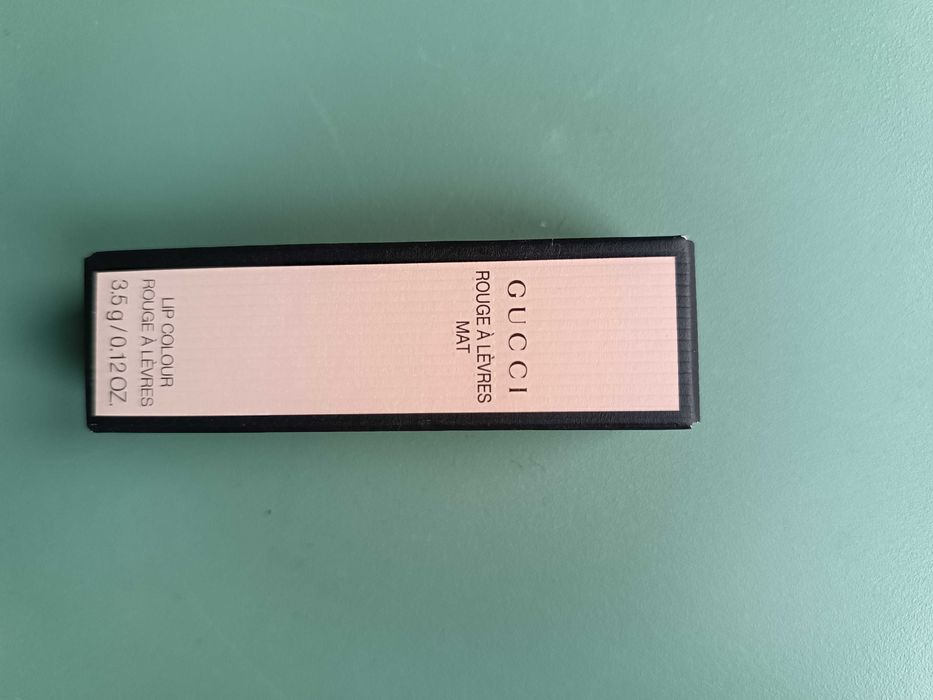 GUCCI
ROUGE À LÈVRES
MAT
LIP COLOUR
ROUGE À LÈVRES
3.5 g / 0.12 OZ.